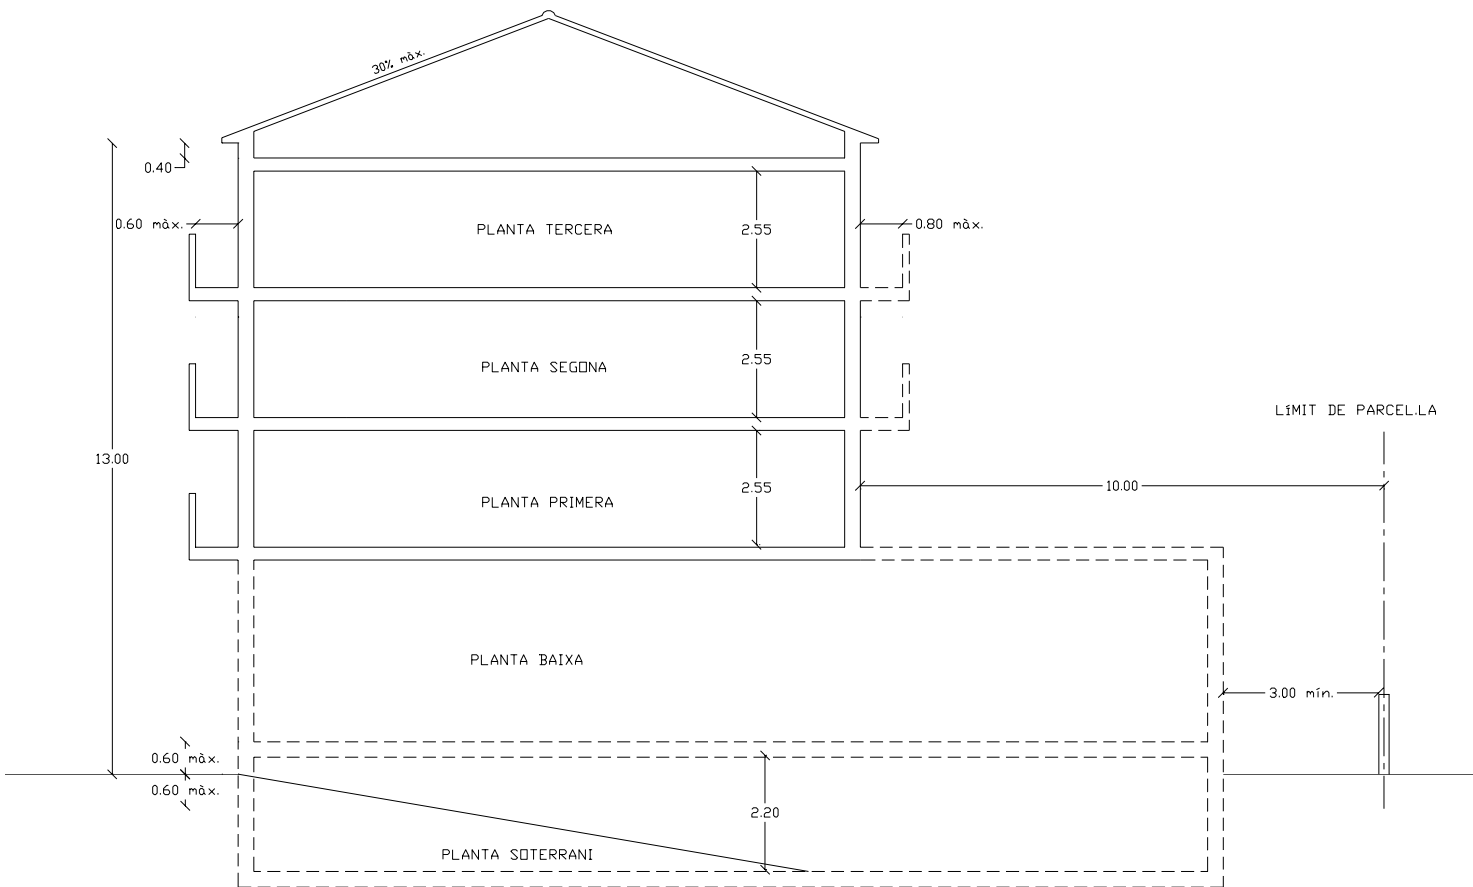 30% màx.
0.40
0.60 màx.
PLANTA TERCERA
2.55
0.80 màx.
2.55
PLANTA SEGONA
LíMIT DE PARCEL.LA
13.00
2.55
10.00
PLANTA PRIMERA
PLANTA BAIXA
3.00 mín.
0.60 màx.
0.60 màx.
2.20
PLANTA SOTERRANI